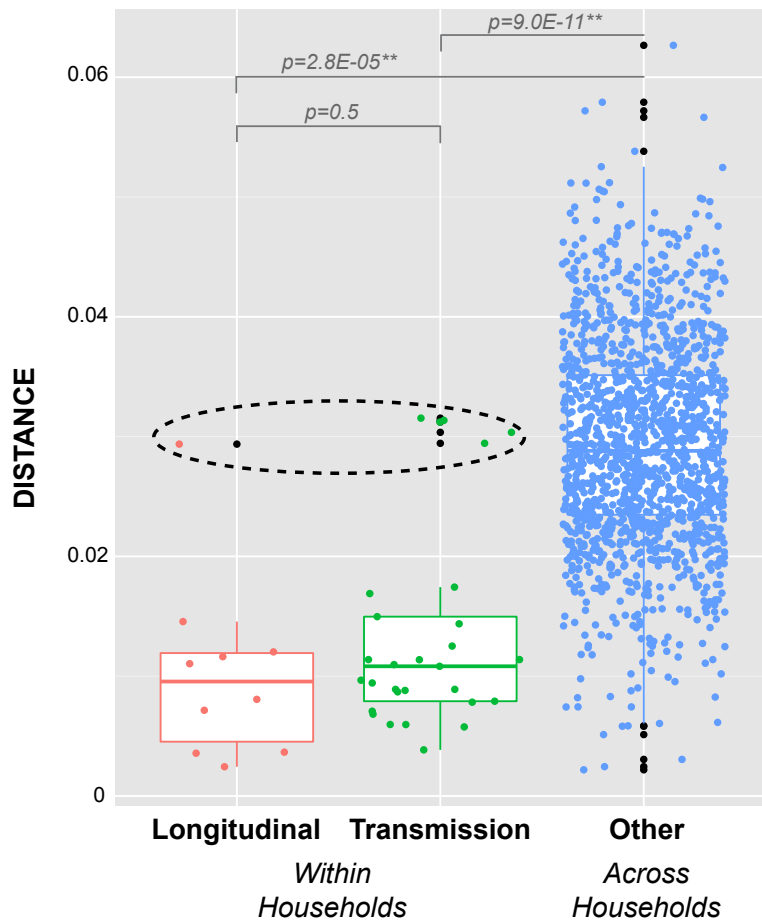 p=9.0E-11**
p=2.8E-05**
p=0.5
0.06
0.04
0.02
0
DISTANCE
Longitudinal Transmission Other
Within Across
Households Households